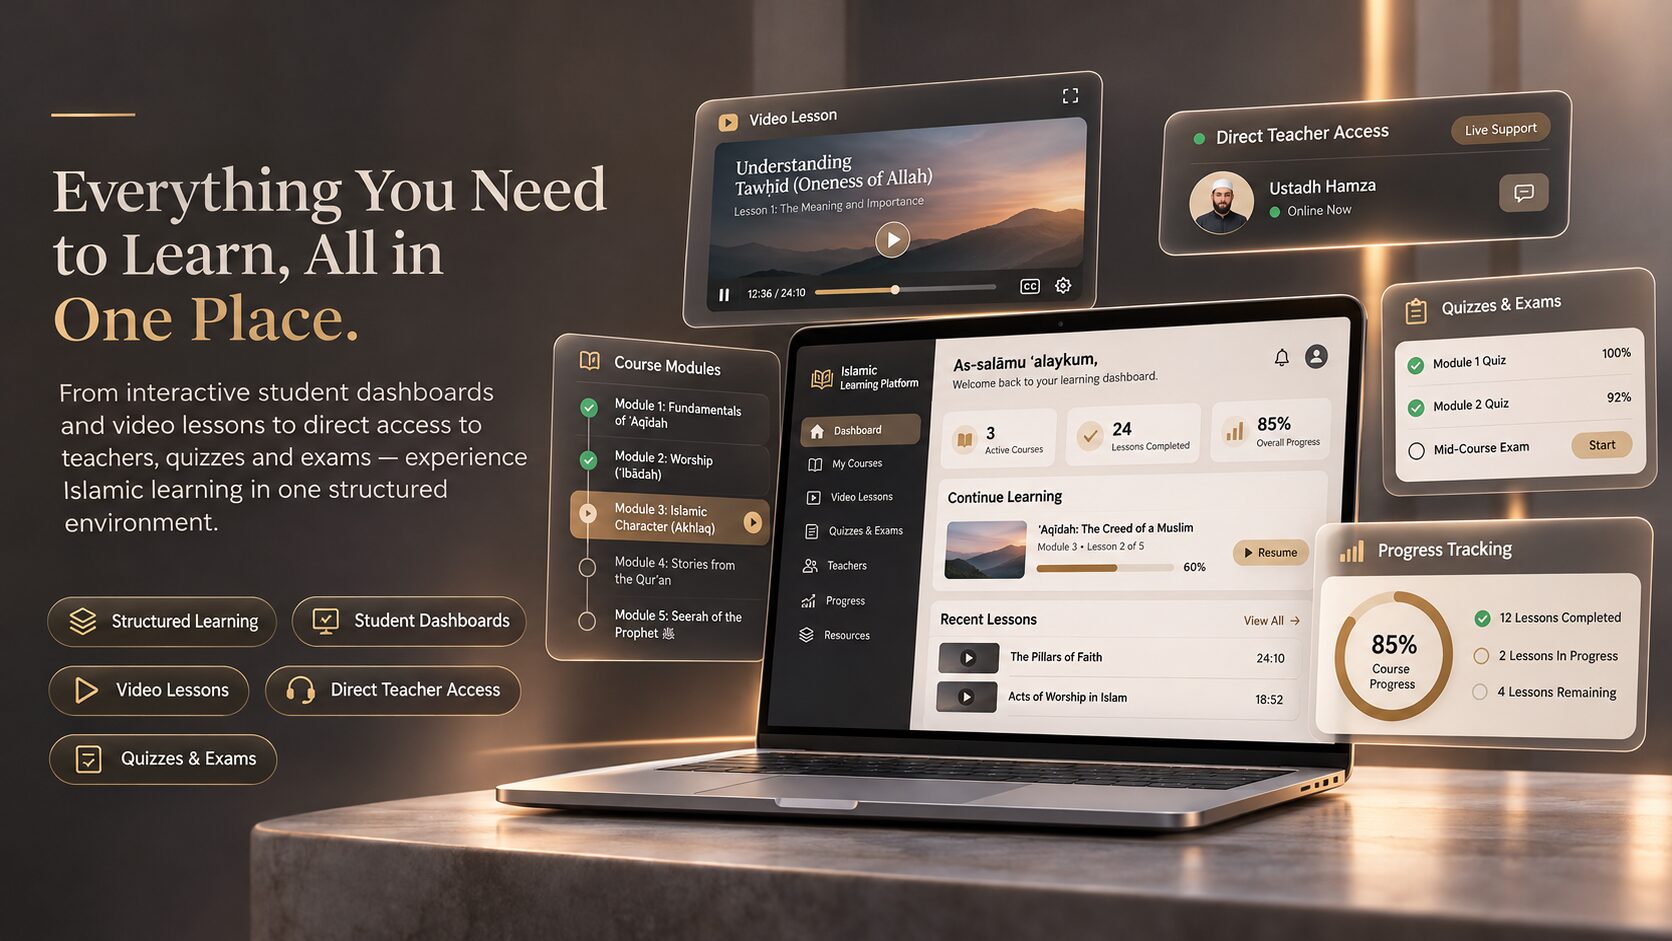 Everything You Need
to Learn, All in
One Place.
From interactive student dashboards
and video lessons to direct access to
teachers, quizzes and exams — experience
Islamic learning in one structured
environment.
Structured Learning
Student Dashboards
Video Lessons
Direct Teacher Access
Quizzes & Exams
Video Lesson
Understanding
Tawhid (Oneness of Allah)
Lesson 1: The Meaning and Importance
12:36 / 24:10
CC
Direct Teacher Access
Live Support
Ustadh Hamza
Online Now
Course Modules
Module 1: Fundamentals
of ʻAqīdah
Module 2: Worship
(ʻIbādah)
Module 3: Islamic
Character (Akhlaq)
Module 4: Stories from
the Qur'an
Module 5: Seerah of the
Prophet ﷺ
Islamic
Learning Platform
Dashboard
My Courses
Video Lessons
Quizzes & Exams
Teachers
Progress
Resources
As-salāmu ʻalaykum,
Welcome back to your learning dashboard.
3
Active Courses
24
Lessons Completed
85%
Overall Progress
Continue Learning
ʼAqīdah: The Creed of a Muslim
Module 3 • Lesson 2 of 5
60%
Resume
Recent Lessons
View All →
The Pillars of Faith
24:10
Acts of Worship in Islam
18:52
Quizzes & Exams
Module 1 Quiz
100%
Module 2 Quiz
92%
Mid-Course Exam
Start
Progress Tracking
85%
Course
Progress
12 Lessons Completed
2 Lessons In Progress
4 Lessons Remaining